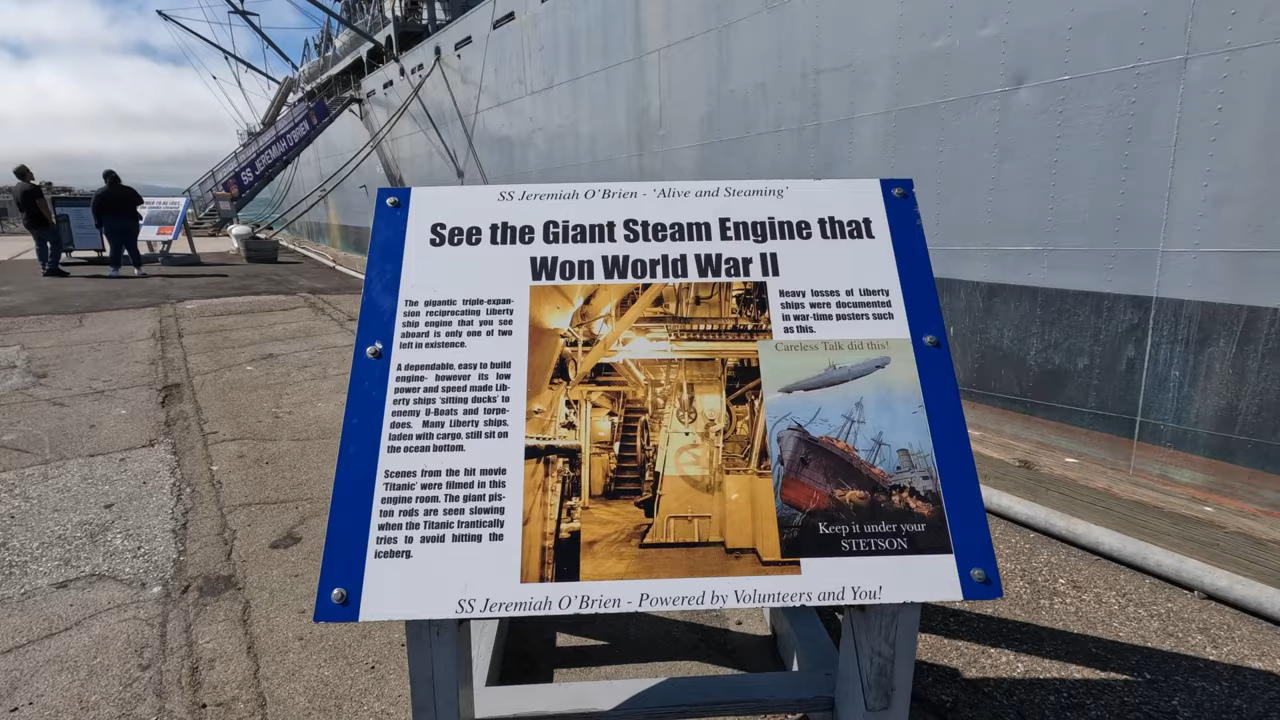 SS JEREMIAH O'BRIEN
SS Jeremiah O'Brien - 'Alive and Steaming'
See the Giant Steam Engine that
Won World War II
The gigantic triple-expan-
sion reciprocating Liberty
ship engine that you see
aboard is only one of two
left in existence.
A dependable, easy to build
engine- however its low
power and speed made Lib-
erty ships 'sitting ducks' to
enemy U-Boats and torpe-
does. Many Liberty ships,
laden with cargo, still sit on
the ocean bottom.
Scenes from the hit movie
'Titanic' were filmed in this
engine room. The giant pis-
ton rods are seen slowing
when the Titanic frantically
tries to avoid hitting the
iceberg.
Heavy losses of Liberty
ships were documented
in war-time posters such
as this.
Careless Talk did this!
Keep it under your
STETSON
SS Jeremiah O'Brien - Powered by Volunteers and You!